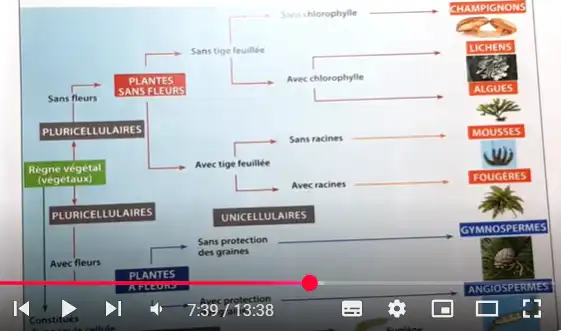 CHAMPIGNONS
Sans chlorophylle
LICHENS
Sans tige feuillée
Avec chlorophylle
PLANTES
SANS FLEURS
ALGUES
Sans fleurs
PLURICELLULAIRES
MOUSSES
Sans racines
Règne végétal
(végétaux)
Avec tige feuillée
Avec racines
FOUGÈRES
PLURICELLULAIRES
UNICELLULAIRES
GYMNOSPERMES
Sans protection
des graines
Avec fleurs
PLANTES
À FLEURS
ANGIOSPERMES
Avec protection
7:39 / 13:38
Constitués